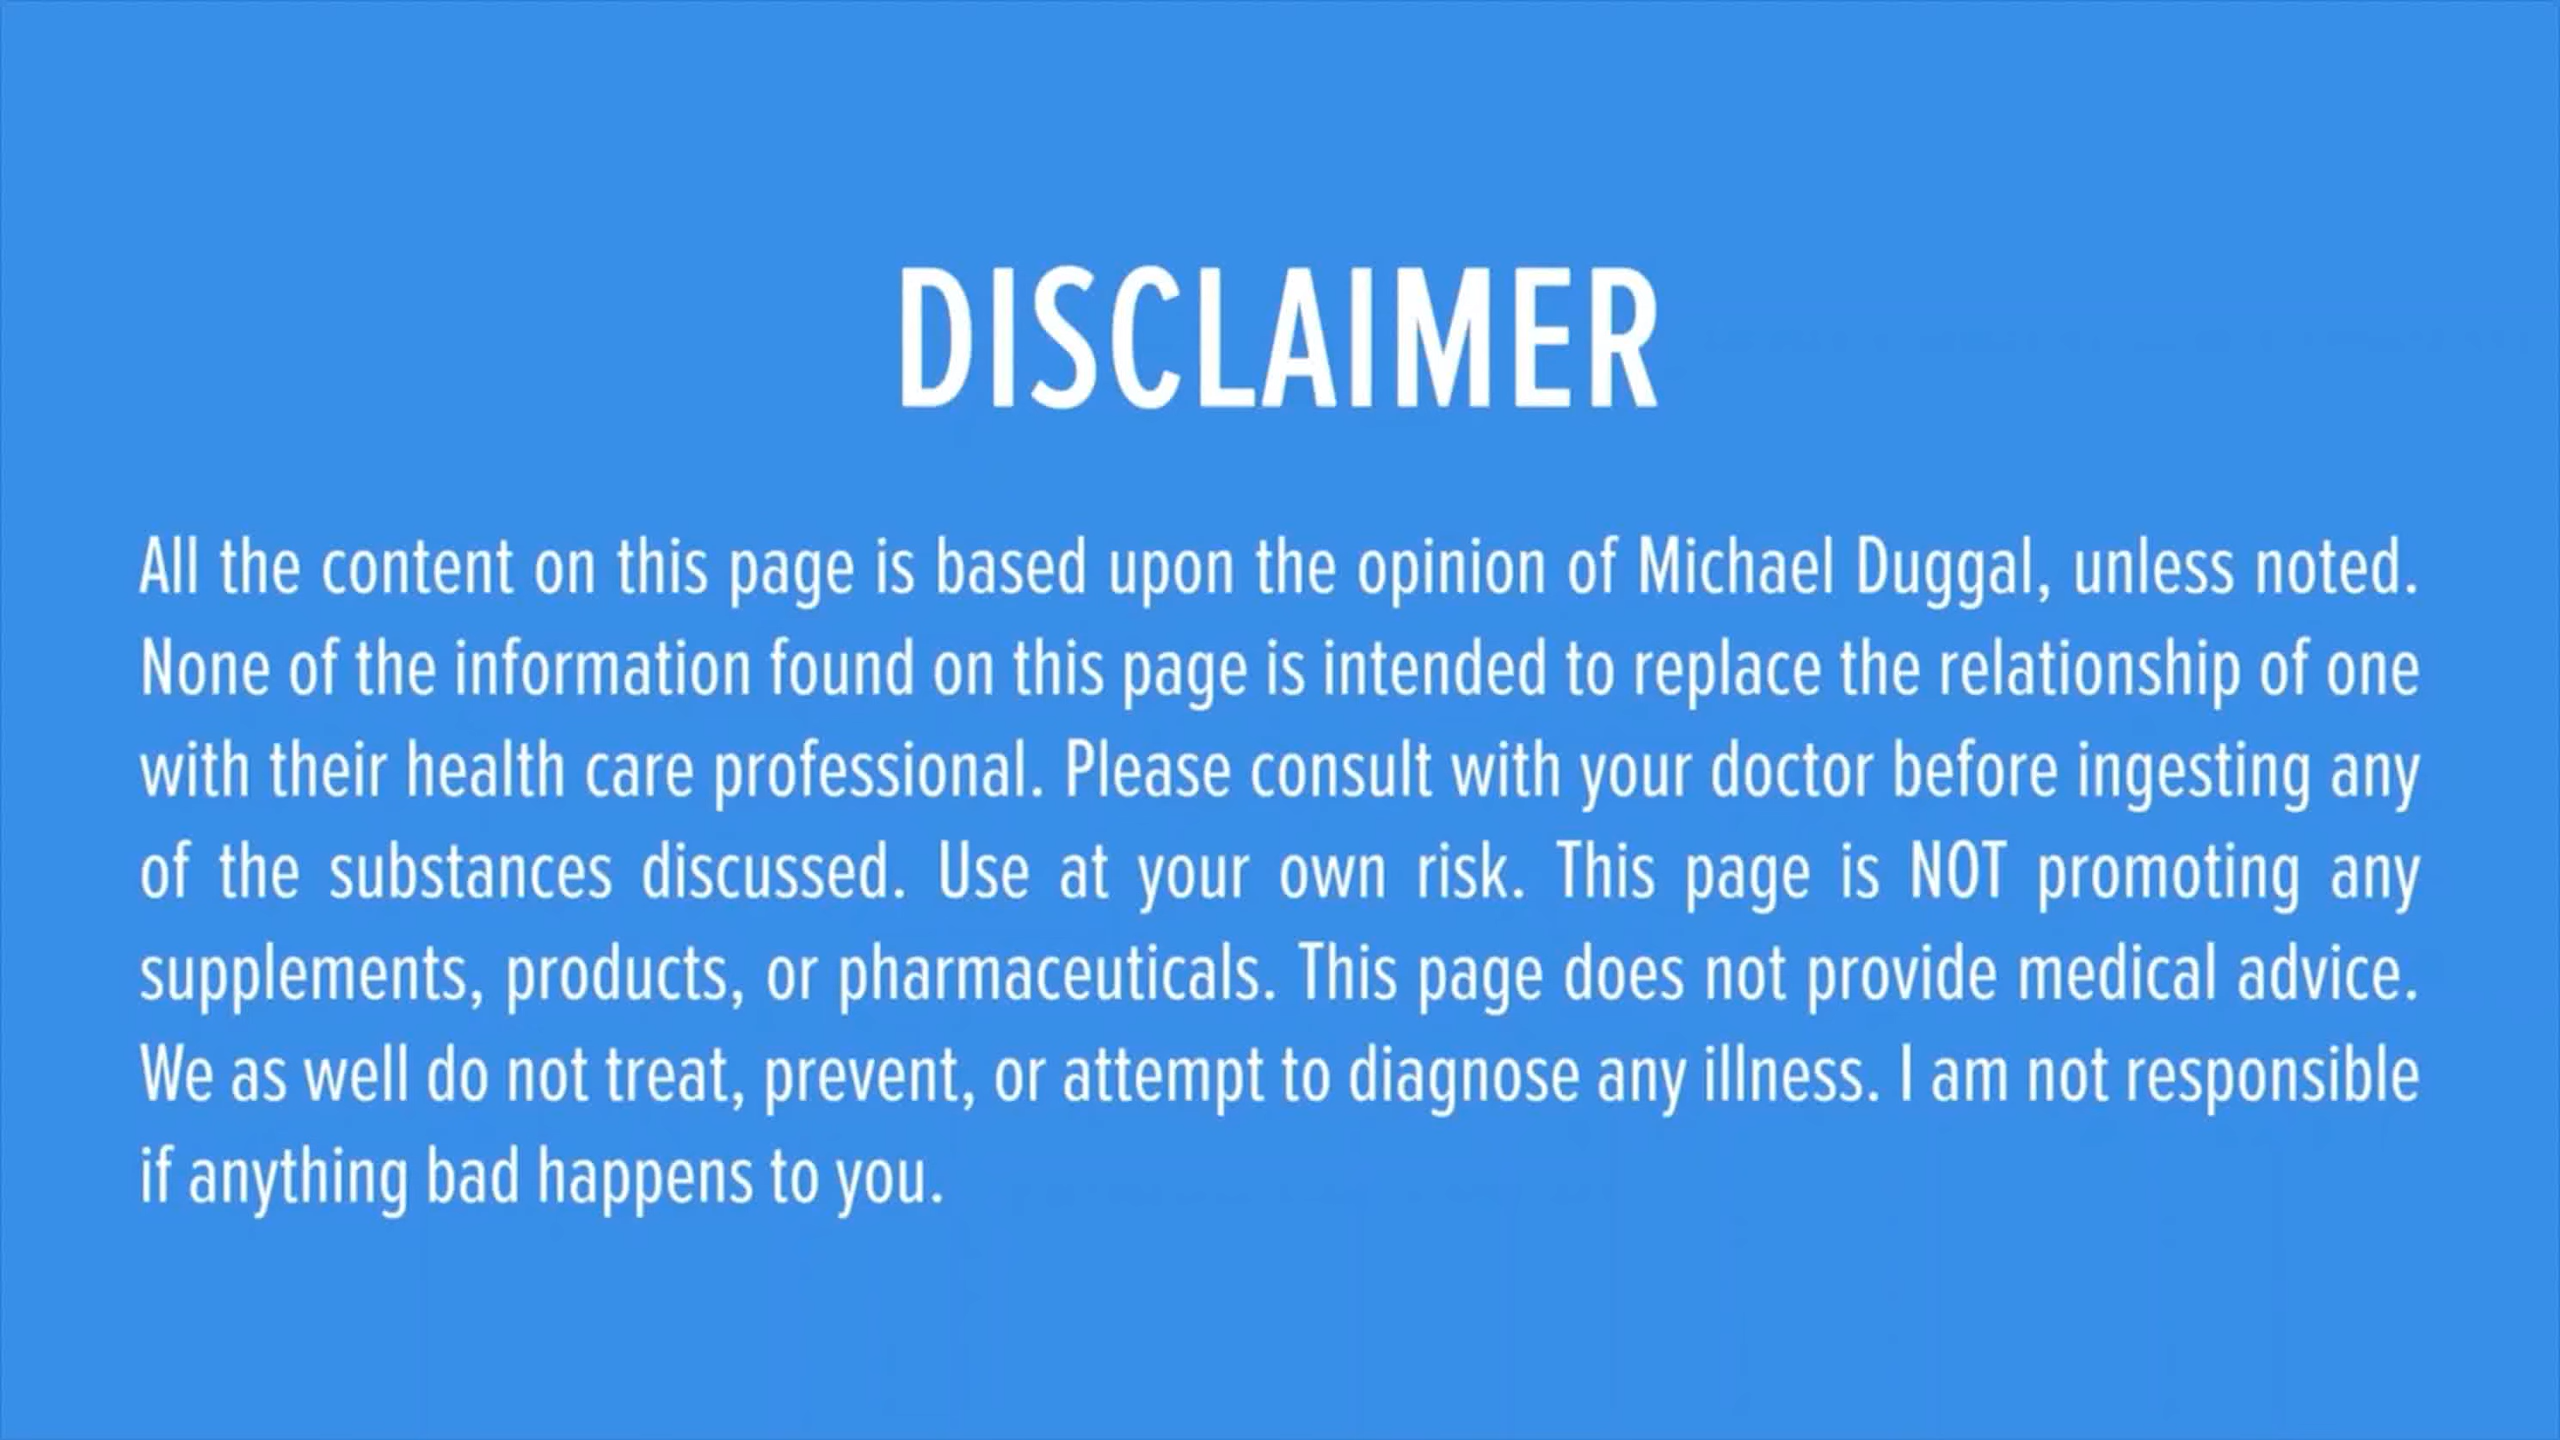 DISCLAIMER
All the content on this page is based upon the opinion of Michael Duggal, unless noted.
None of the information found on this page is intended to replace the relationship of one
with their health care professional. Please consult with your doctor before ingesting any
of the substances discussed. Use at your own risk. This page is NOT promoting any
supplements, products, or pharmaceuticals. This page does not provide medical advice.
We as well do not treat, prevent, or attempt to diagnose any illness. I am not responsible
if anything bad happens to you.